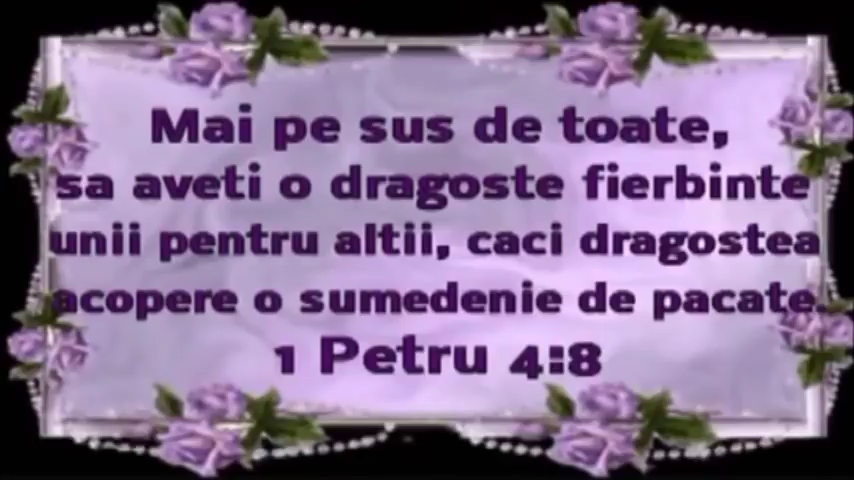 Mai pe sus de toate,
sa aveti o dragoste fierbinte
unii pentru altii, caci dragostea
acopere o sumedenie de pacate.
1 Petru 4:8